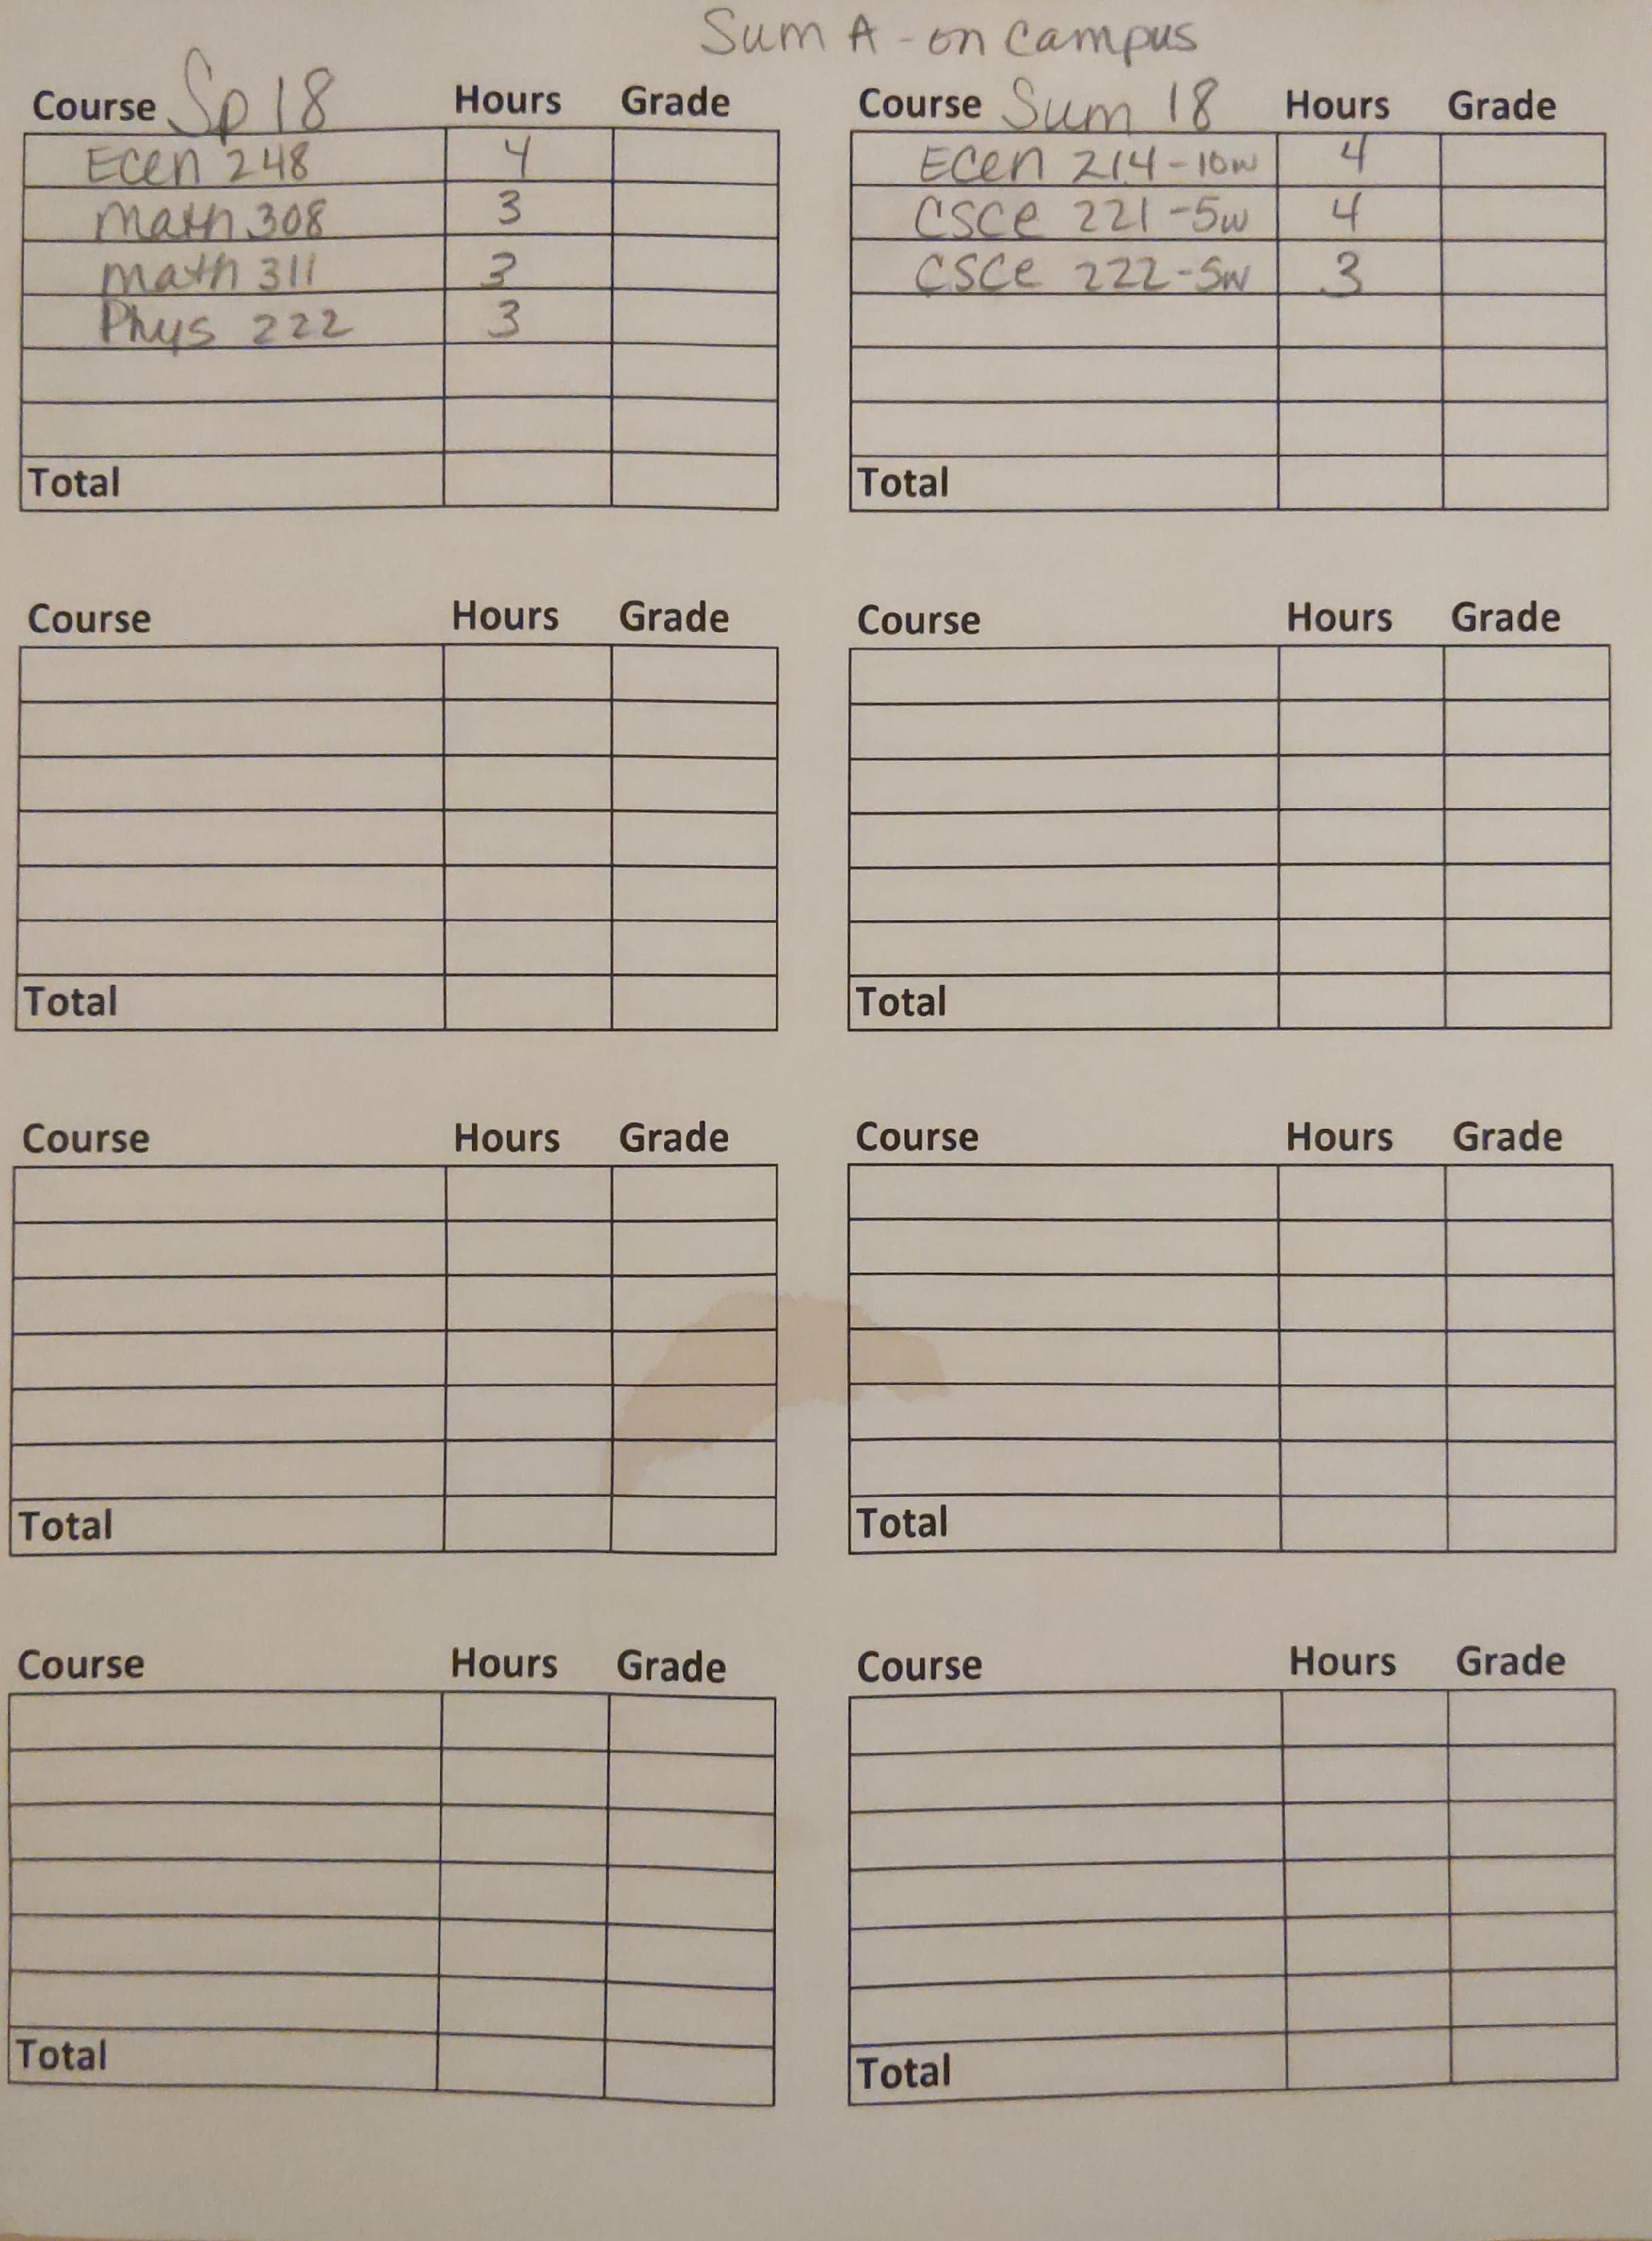 Sum A - on campus
Course Sp 18 Hours Grade
Ecen 248 4
Math 308 3
Math 311 3
Phys 222 3
Total
Course Sum 18 Hours Grade
Ecen 214 - 10w 4
CSCE 221 - 5w 4
CSCE 222 - 5w 3
Total
Course Hours Grade
Total
Course Hours Grade
Total
Course Hours Grade
Total
Course Hours Grade
Total
Course Hours Grade
Total
Course Hours Grade
Total